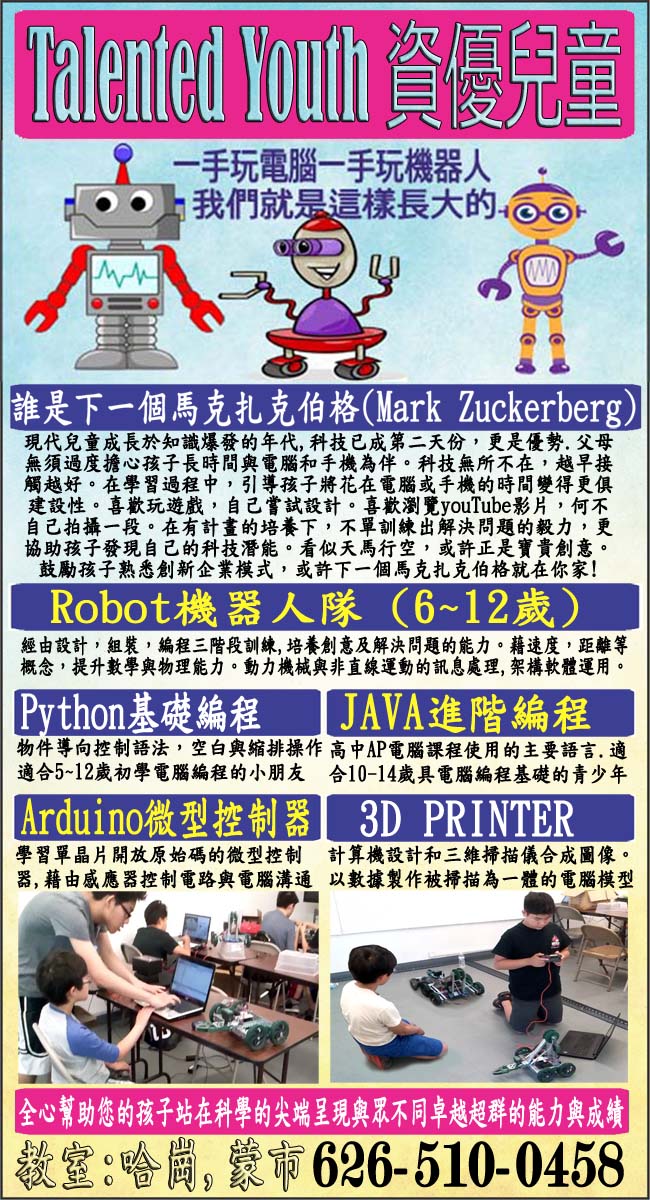 Talented Youth 資優兒童
一手玩電腦一手玩機器人
我們就是這樣長大的
誰是下一個馬克扎克伯格(Mark Zuckerberg)
現代兒童成長於知識爆發的年代,科技已成第二天份，更是優勢.父母
無須過度擔心孩子長時間與電腦和手機為伴。科技無所不在，越早接
觸越好。在學習過程中，引導孩子將花在電腦或手機的時間變得更俱
建設性。喜歡玩遊戲，自己嘗試設計。喜歡瀏覽youTube影片，何不
自己拍攝一段。在有計畫的培養下，不單訓練出解決問題的毅力，更
協助孩子發現自己的科技潛能。看似天馬行空，或許正是寶貴創意。
鼓勵孩子熟悉創新企業模式，或許下一個馬克扎克伯格就在你家!
Robot機器人隊 (6~12歲)
經由設計，組裝，編程三階段訓練,培養創意及解決問題的能力。藉速度，距離等
概念，提升數學與物理能力。動力機械與非直線運動的訊息處理,架構軟體運用。
Python基礎編程
物件導向控制語法，空白與縮排操作
適合5~12歲初學電腦編程的小朋友
JAVA進階編程
高中AP電腦課程使用的主要語言.適
合10-14歲具電腦編程基礎的青少年
Arduino微型控制器
學習單晶片開放原始碼的微型控制
器,藉由感應器控制電路與電腦溝通
3D PRINTER
計算機設計和三維掃描儀合成圖像。
以數據製作被掃描為一體的電腦模型
全心幫助您的孩子站在科學的尖端呈現與眾不同卓越超群的能力與成績
教室:哈崗,蒙市 626-510-0458